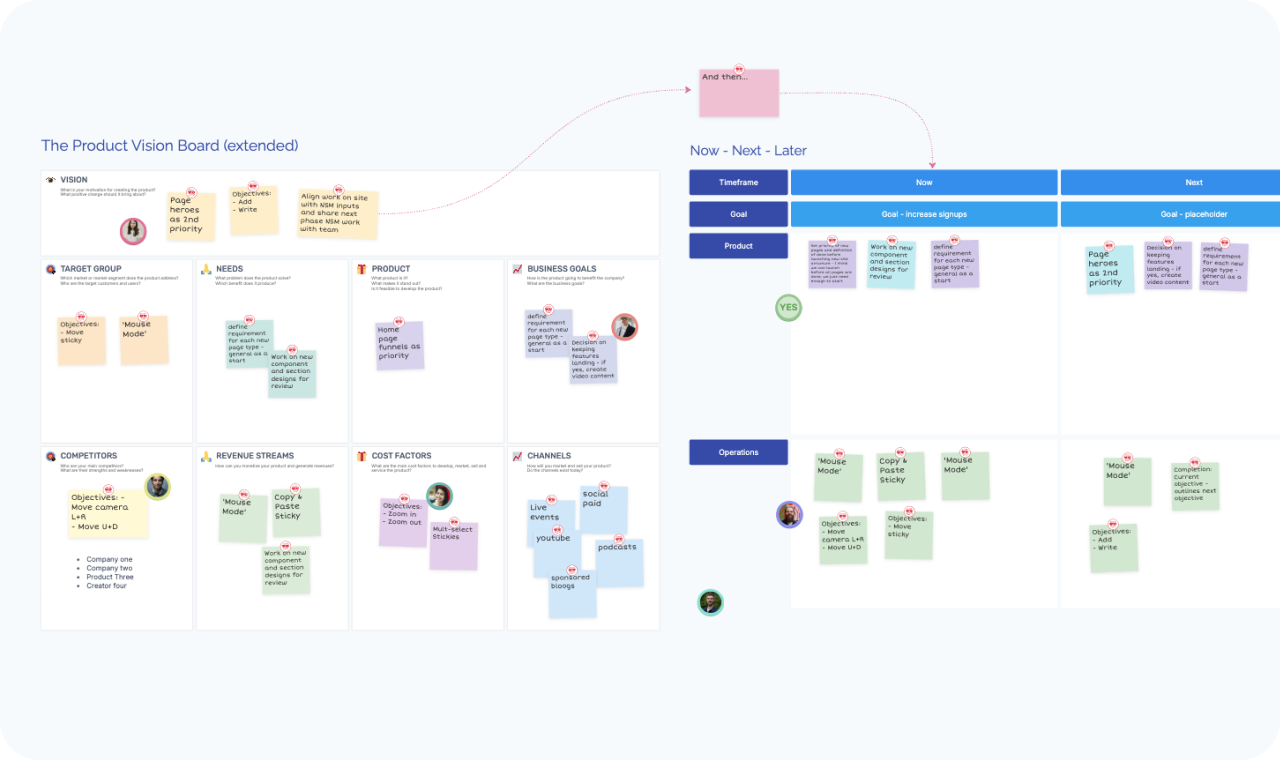 And then...
The Product Vision Board (extended)
VISION
What is your motivation for creating the product?
What positive change should it bring about?
Page
heroes
as 2nd
priority
Objectives:
- Add
- Write
Align work on site
with NSM inputs
and share next
phase NSM work
with team
TARGET GROUP
Which market or market segment does the product address?
Who are the target customers and users?
Objectives:
- Move
sticky
'Mouse
Mode'
NEEDS
What problem does the product solve?
Which benefit does it produce?
define
requirement
for each new
page type -
general as a
start
Work on new
component
and section
designs for
review
PRODUCT
What product is it?
What makes it stand out?
Is it feasible to develop the product?
Home
page
funnels as
priority
BUSINESS GOALS
How is the product going to benefit the company?
What are the business goals?
define
requirement
for each new
page type -
general as a
start
Decision on
keeping
features
landing - if
yes, create
video content
COMPETITORS
Who are your main competitors?
What are their strengths and weaknesses?
Objectives: -
Move camera
L+R
- Move U+D
• Company one
• Company two
• Product Three
• Creator four
REVENUE STREAMS
How can you monetize your product and generate revenues?
'Mouse
Mode'
Copy &
Paste
Sticky
Work on new
component
and section
designs for
review
COST FACTORS
What are the main cost factors to develop, market, sell and
service the product?
Objectives:
- Zoom in
- Zoom out
Mult-select
Stickies
CHANNELS
How will you market and sell your product?
Do the channels exist today?
Live
events
social
paid
youtube
podcasts
sponsored
bloogs
Now - Next - Later
Timeframe
Now
Next
Goal
Goal - increase signups
Goal - placeholder
Product
Work on new
component
and section
designs for
review
define
requirement
for each new
page type -
general as a
start
Page
heroes
as 2nd
priority
Decision on
keeping
features
landing - if
yes, create
video content
define
requirement
for each new
page type -
general as a
start
YES
Operations
'Mouse
Mode'
Copy &
Paste
Sticky
'Mouse
Mode'
Objectives:
- Move
camera L+R
- Move U+D
Objectives:
- Move
sticky
'Mouse
Mode'
Completion:
Current
objective -
outlines next
objective
Objectives:
- Add
- Write